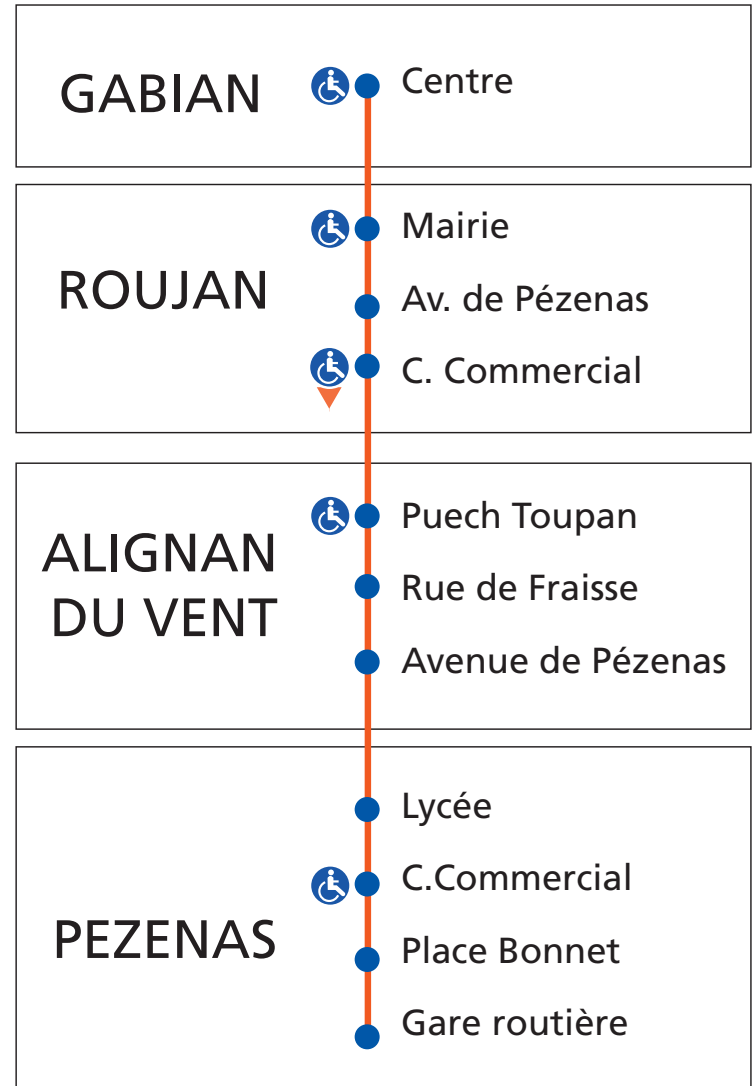 GABIAN
Centre
ROUJAN
Mairie
Av. de Pézenas
C. Commercial
ALIGNAN
DU VENT
Puech Toupan
Rue de Fraisse
Avenue de Pézenas
PEZENAS
Lycée
C.Commercial
Place Bonnet
Gare routière